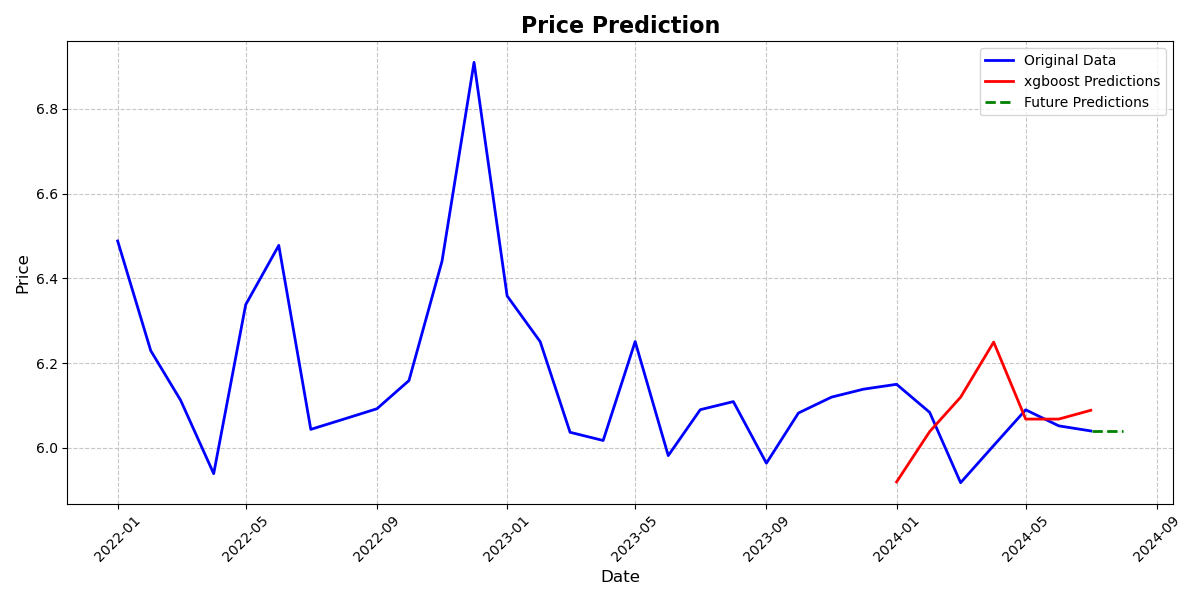 Price Prediction
Original Data
xgboost Predictions
Future Predictions
Price
6.8
6.6
6.4
6.2
6.0
2022-01
2022-05
2022-09
2023-01
2023-05
2023-09
2024-01
2024-05
2024-09
Date